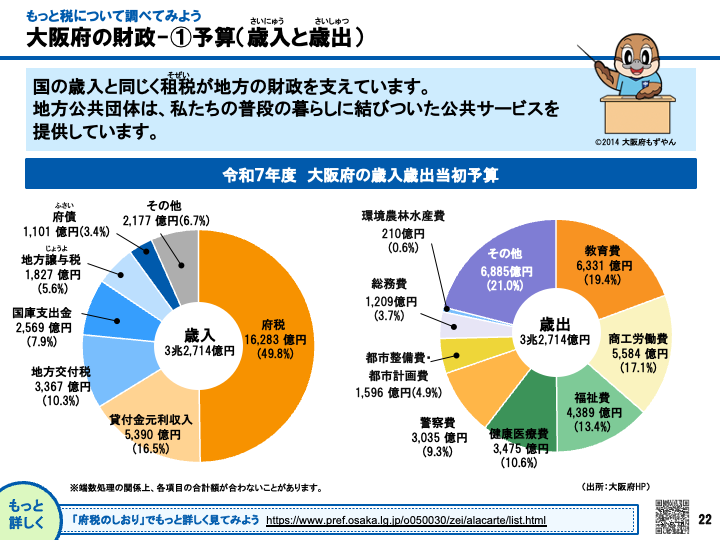 もっと税について調べてみよう
大阪府の財政-①予算(歳入と歳出)
さいにゅう
さいしゅつ
国の歳入と同じく租税が地方の財政を支えています。
そぜい
地方公共団体は、私たちの普段の暮らしに結びついた公共サービスを
提供しています。
©2014 大阪府もずやん
令和7年度 大阪府の歳入歳出当初予算
歳入
3兆2,714億円
府税
16,283 億円
(49.8%)
貸付金元利収入
5,390 億円
(16.5%)
地方交付税
3,367 億円
(10.3%)
国庫支出金
2,569 億円
(7.9%)
じょうよ
地方譲与税
1,827 億円
(5.6%)
ふさい
府債
1,101 億円(3.4%)
その他
2,177 億円(6.7%)
歳出
3兆2,714億円
教育費
6,331 億円
(19.4%)
商工労働費
5,584 億円
(17.1%)
福祉費
4,389 億円
(13.4%)
健康医療費
3,475 億円
(10.6%)
警察費
3,035 億円
(9.3%)
都市整備費・
都市計画費
1,596 億円(4.9%)
総務費
1,209億円
(3.7%)
環境農林水産費
210億円
(0.6%)
その他
6,885億円
(21.0%)
※端数処理の関係上、各項目の合計額が合わないことがあります。
(出所:大阪府HP)
もっと
詳しく
「府税のしおり」でもっと詳しく見てみよう https://www.pref.osaka.lg.jp/o050030/zei/alacarte/list.html
22